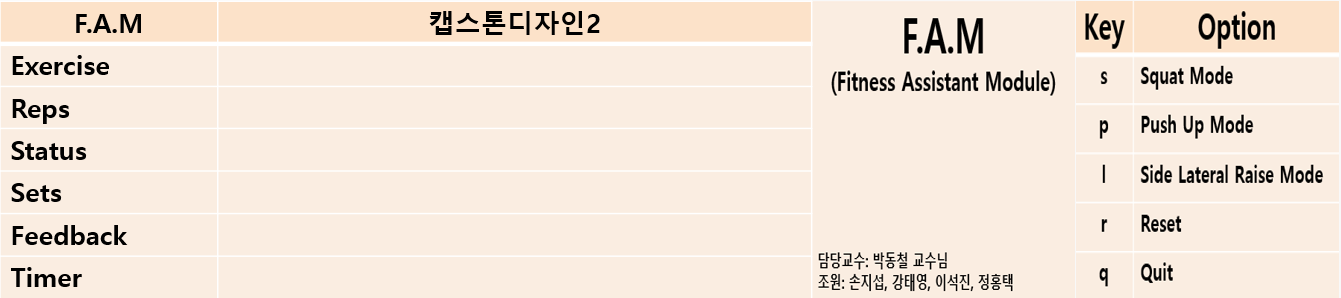 F.A.M 캡스톤디자인2
Exercise
Reps
Status
Sets
Feedback
Timer
F.A.M
(Fitness Assistant Module)
담당교수: 박동철 교수님
조원: 손지섭, 강태영, 이석진, 정홍택
Key Option
s Squat Mode
p Push Up Mode
l Side Lateral Raise Mode
r Reset
q Quit